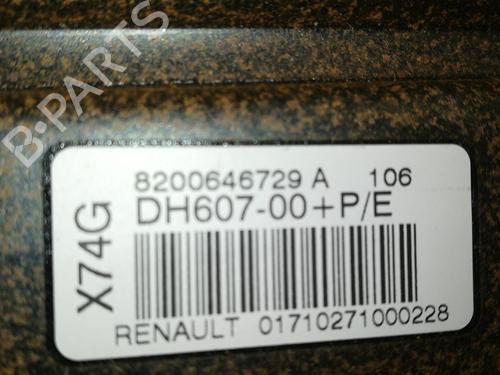 B-PARTS
X74G
8200646729 A 106
DH607-00+P/E
RENAULT 01710271000228